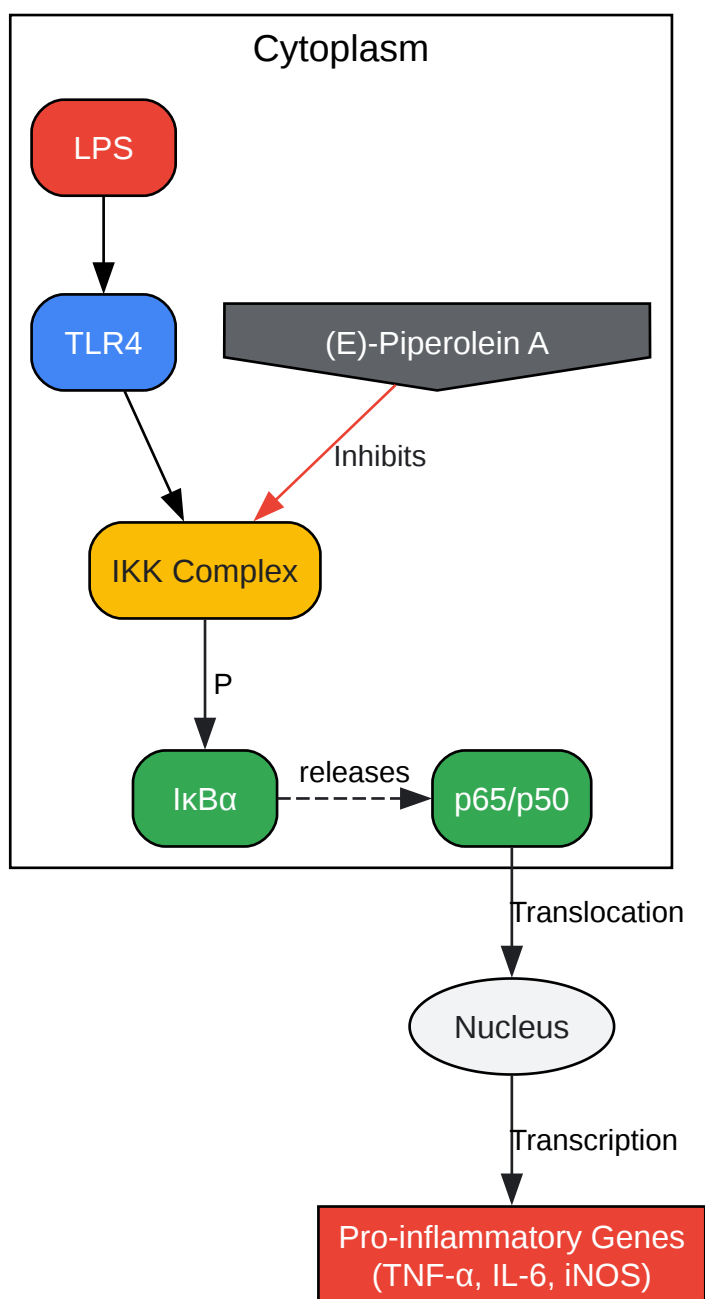 Cytoplasm
LPS
TLR4
(E)-Piperolein A
Inhibits
IKK Complex
P
releases
IκBα
p65/p50
Translocation
Nucleus
Transcription
Pro-inflammatory Genes
(TNF-α, IL-6, iNOS)